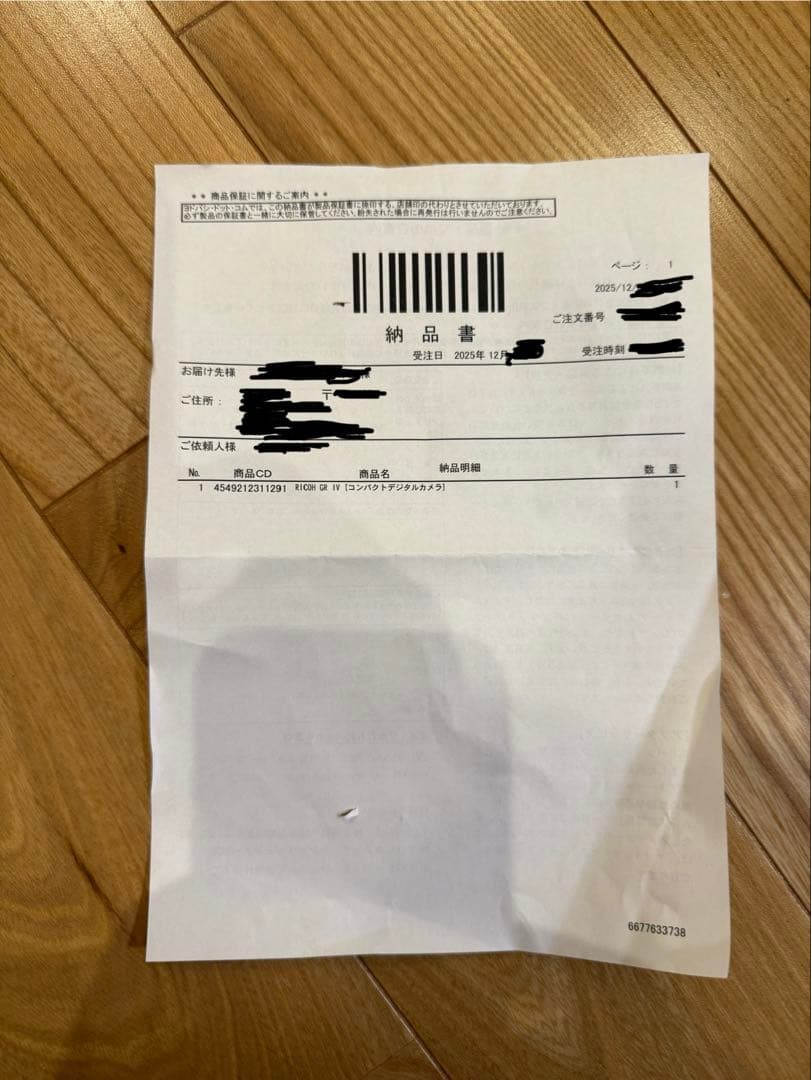 ** 商品保証に関するご案内 **
ヨドバシ・ドット・コムでは、この納品書が製品保証書に捺印する、店舗印の代わりとさせていただいております。
必ず製品の保証書と一緒に大切に保管してください。紛失された場合に再発行は行いませんのでご注意ください。
ページ: 1
2025/12/
ご注文番号
納品書
受注日 2025年 12月
受注時刻
お届け先様 様
ご住所: 〒
ご依頼人様
納品明細
No. 商品CD 商品名 数量
1 4549212311291 RICOH GR IV [コンパクトデジタルカメラ] 1
6677633738